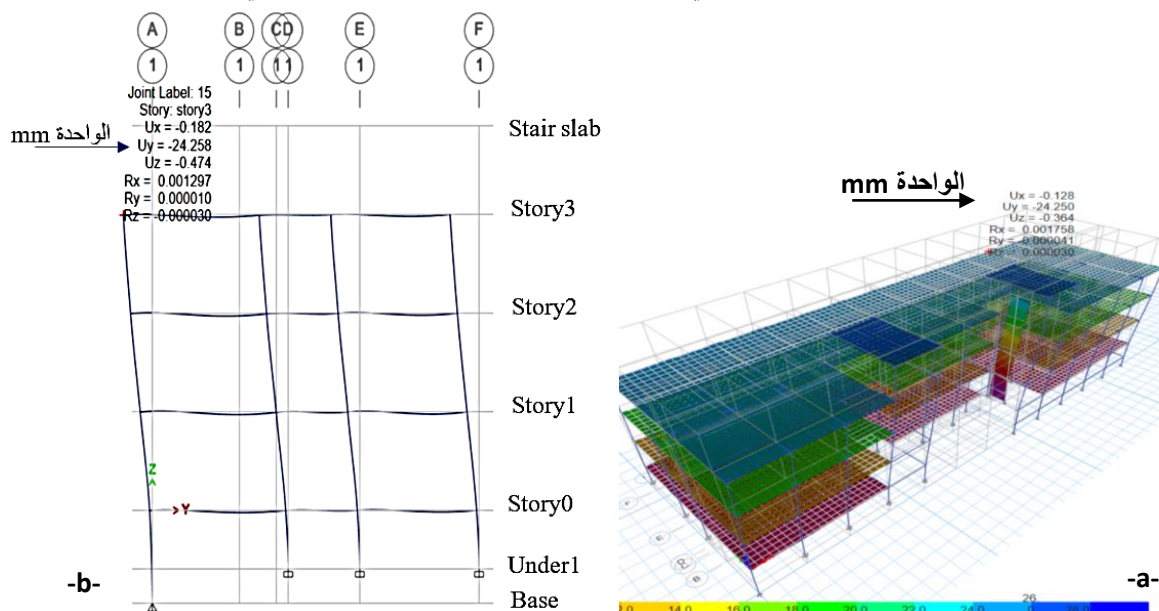 A B C D E F
1 1 1 1 1 1
Joint Label: 15
Story: story3
Ux = -0.182
Uy = -24.258
Uz = -0.474
Rx = 0.001297
Ry = 0.000010
Rz = -0.000030
الواحدة mm
Stair slab
Story3
Story2
Story1
Story0
Under1
Base
Z
Y
-b-
الواحدة mm
Ux = -0.128
Uy = -24.250
Uz = -0.364
Rx = 0.001758
Ry = -0.000041
E
B
-a-
14.0 16.0 18.0 20.0 22.0 24.0 26.